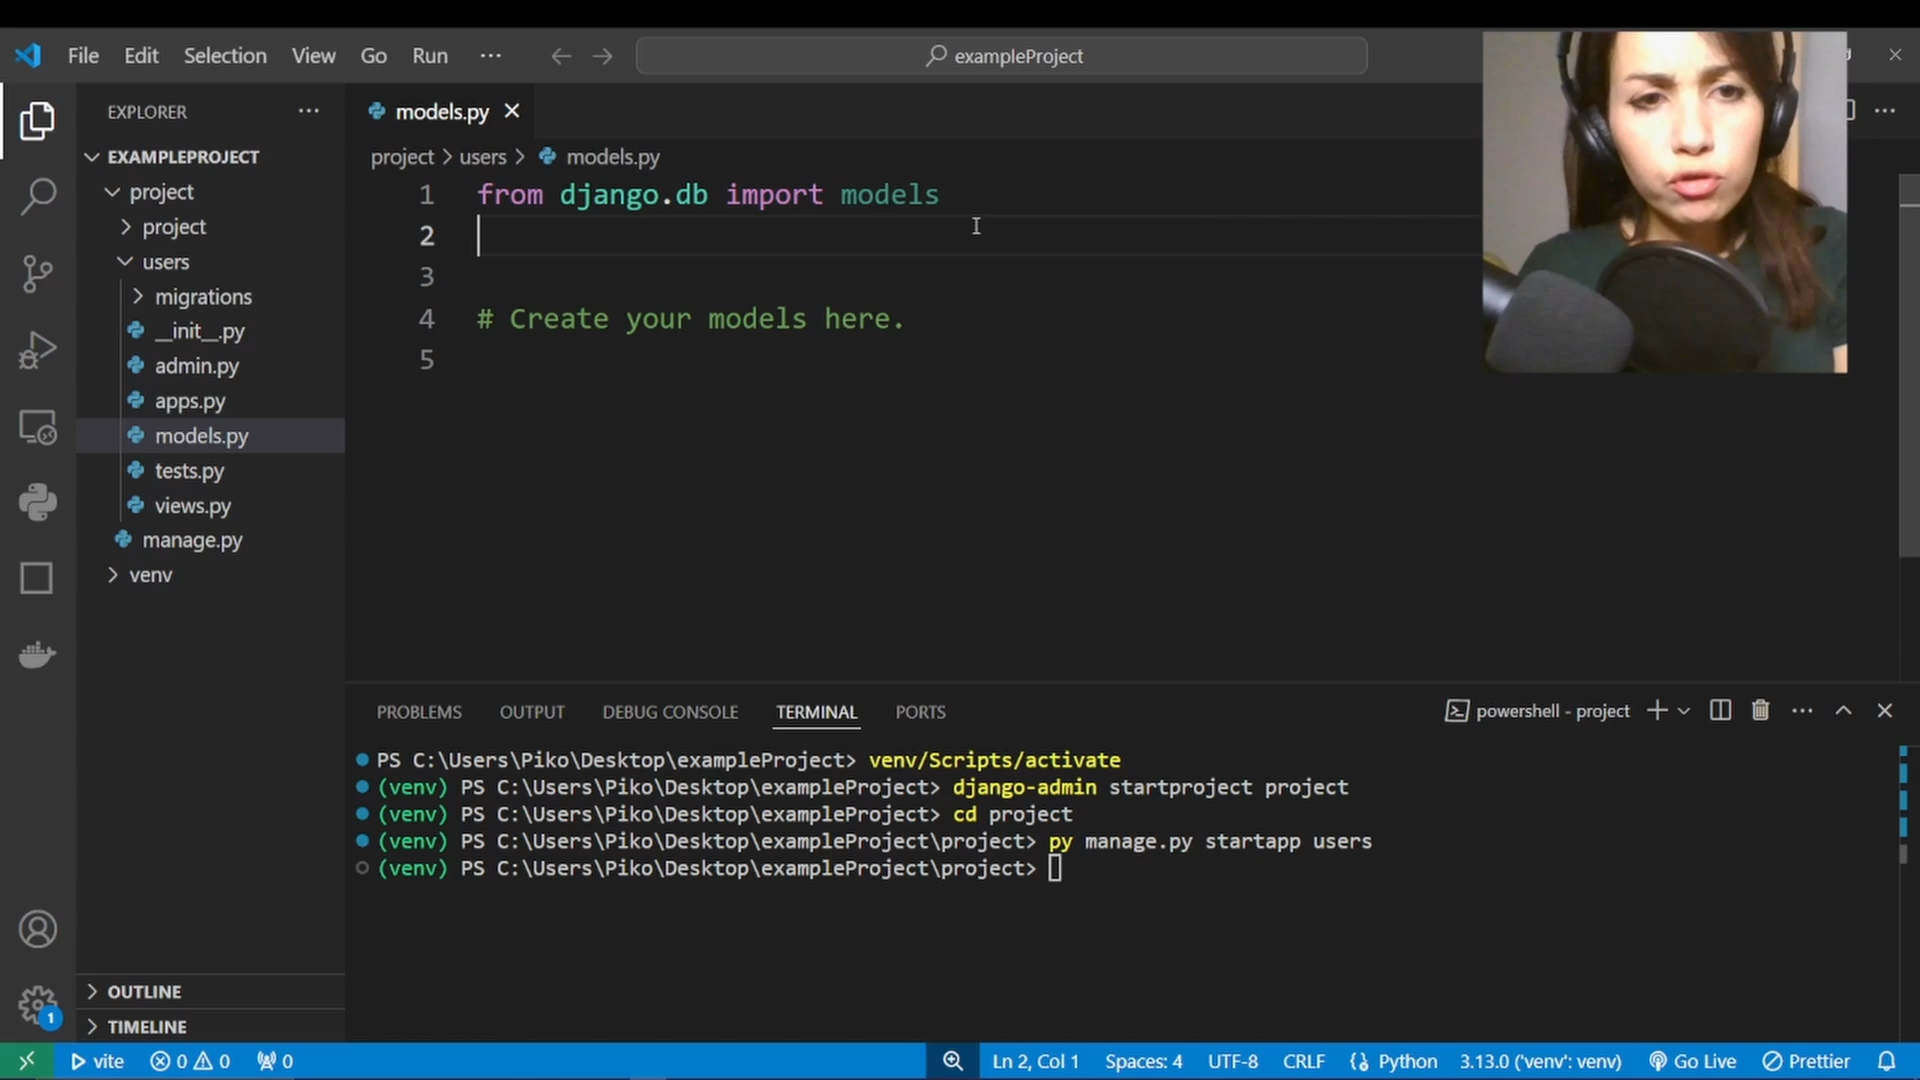 File Edit Selection View Go Run ··· exampleProject
EXPLORER ···
EXAMPLEPROJECT
project
project
users
migrations
__init__.py
admin.py
apps.py
models.py
tests.py
views.py
manage.py
venv
OUTLINE
TIMELINE
models.py
project > users > models.py
1 from django.db import models
2
3
4 # Create your models here.
5
PROBLEMS OUTPUT DEBUG CONSOLE TERMINAL PORTS powershell - project
PS C:\Users\Piko\Desktop\exampleProject> venv/Scripts/activate
(venv) PS C:\Users\Piko\Desktop\exampleProject> django-admin startproject project
(venv) PS C:\Users\Piko\Desktop\exampleProject> cd project
(venv) PS C:\Users\Piko\Desktop\exampleProject\project> py manage.py startapp users
(venv) PS C:\Users\Piko\Desktop\exampleProject\project>
1
vite 0 0 0 Ln 2, Col 1 Spaces: 4 UTF-8 CRLF Python 3.13.0 ('venv': venv) Go Live Prettier